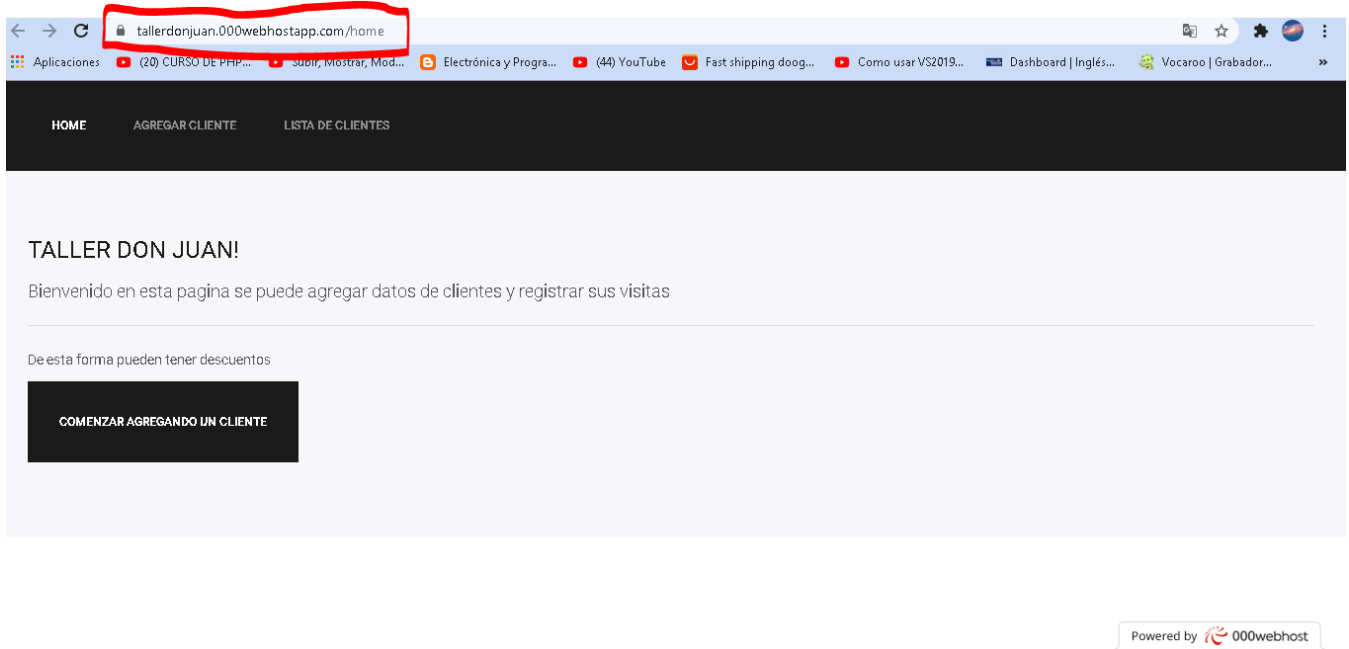 tallerdonjuan.000webhostapp.com/home
Aplicaciones (20) CURSO DE PHP... Subir, Mostrar, Mod... Electrónica y Progra... (44) YouTube Fast shipping doog... Como usar VS2019... Dashboard | Inglés... Vocaroo | Grabador... »
HOME AGREGAR CLIENTE LISTA DE CLIENTES
TALLER DON JUAN!
Bienvenido en esta pagina se puede agregar datos de clientes y registrar sus visitas
De esta forma pueden tener descuentos
COMENZAR AGREGANDO UN CLIENTE
Powered by 000webhost